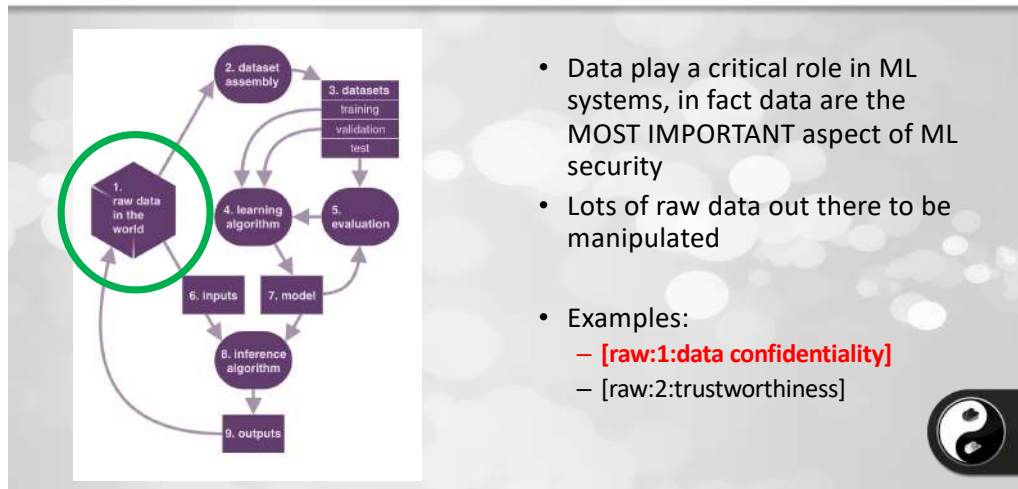 2. dataset
assembly
3. datasets
training
validation
test
1.
raw data
in the
world
4. learning
algorithm
5.
evaluation
6. inputs
7. model
8. inference
algorithm
9. outputs
• Data play a critical role in ML
systems, in fact data are the
MOST IMPORTANT aspect of ML
security
• Lots of raw data out there to be
manipulated
• Examples:
– [raw:1:data confidentiality]
– [raw:2:trustworthiness]